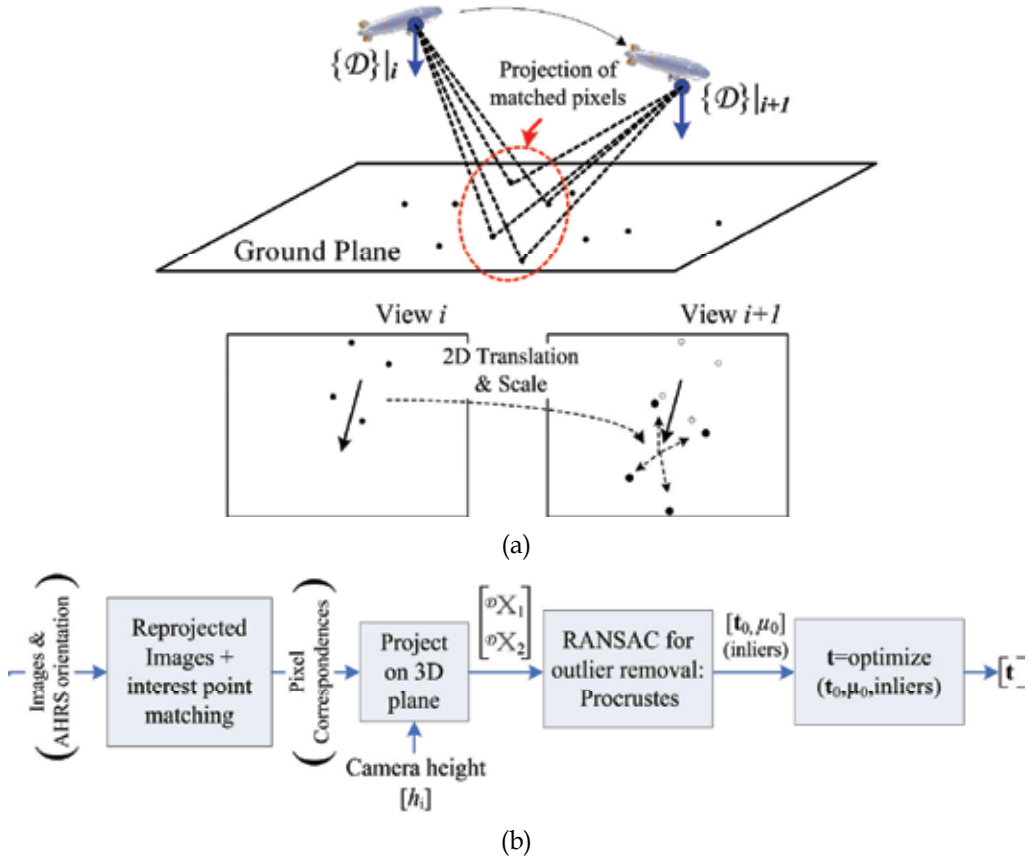 {𝒟}|i
{𝒟}|i+1
Projection of
matched pixels
Ground Plane
View i
View i+1
2D Translation
& Scale
(a)
(Images &
AHRS orientation)
Reprojected
Images +
interest point
matching
(Pixel
Correspondences)
Project
on 3D
plane
Camera height
[hi]
[𝒟X1
𝒟X2]
RANSAC for
outlier removal:
Procrustes
[t0, μ0]
(inliers)
t=optimize
(t0,μ0,inliers)
[t
(b)